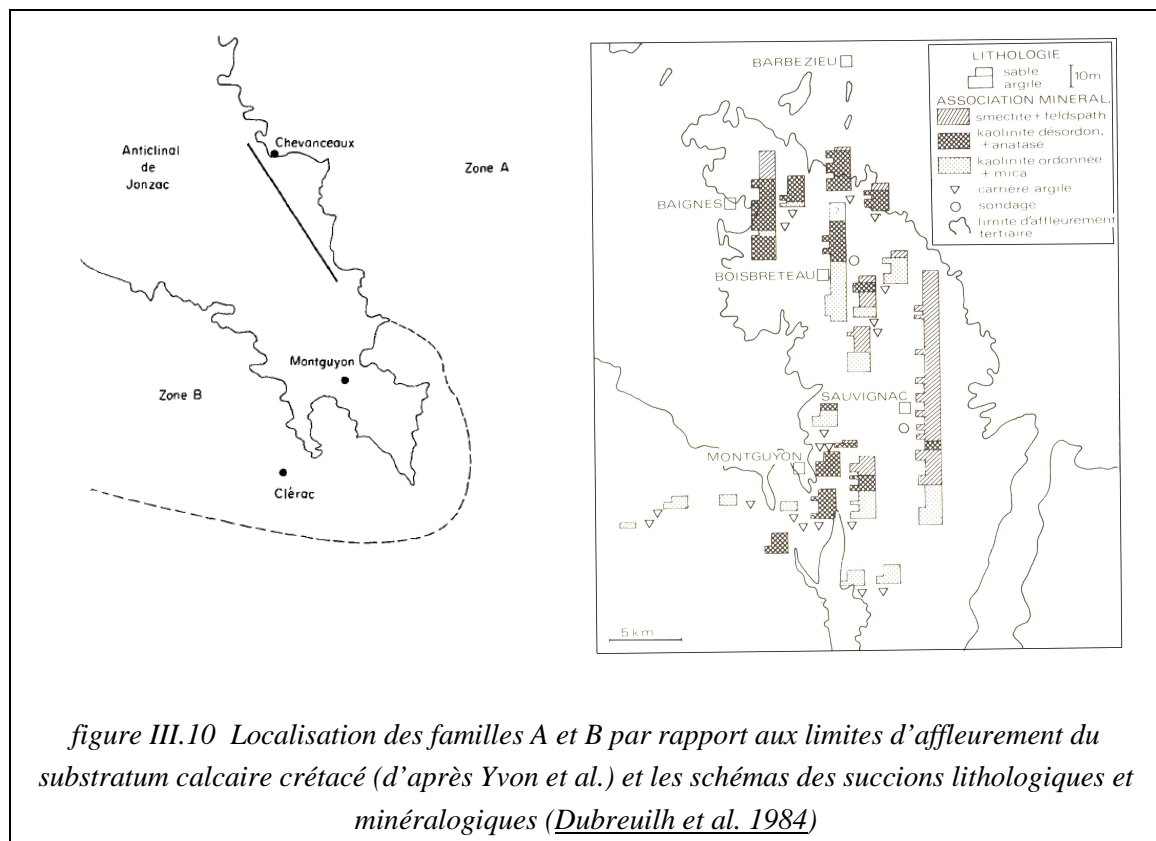 Chevanceaux
Anticlinal
de
Jonzac
Zone A
Montguyon
Zone B
Clérac
BARBEZIEU
BAIGNES
BOISBRETEAU
SAUVIGNAC
MONTGUYON
?
5 km
LITHOLOGIE
sable
argile
10m
ASSOCIATION MINERAL.
smectite + feldspath
kaolinite désordon.
+ anatase
kaolinite ordonnée
+ mica
carrière argile
sondage
limite d'affleurement
tertiaire
figure III.10 Localisation des familles A et B par rapport aux limites d'affleurement du
substratum calcaire crétacé (d'après Yvon et al.) et les schémas des succions lithologiques et
minéralogiques (Dubreuilh et al. 1984)